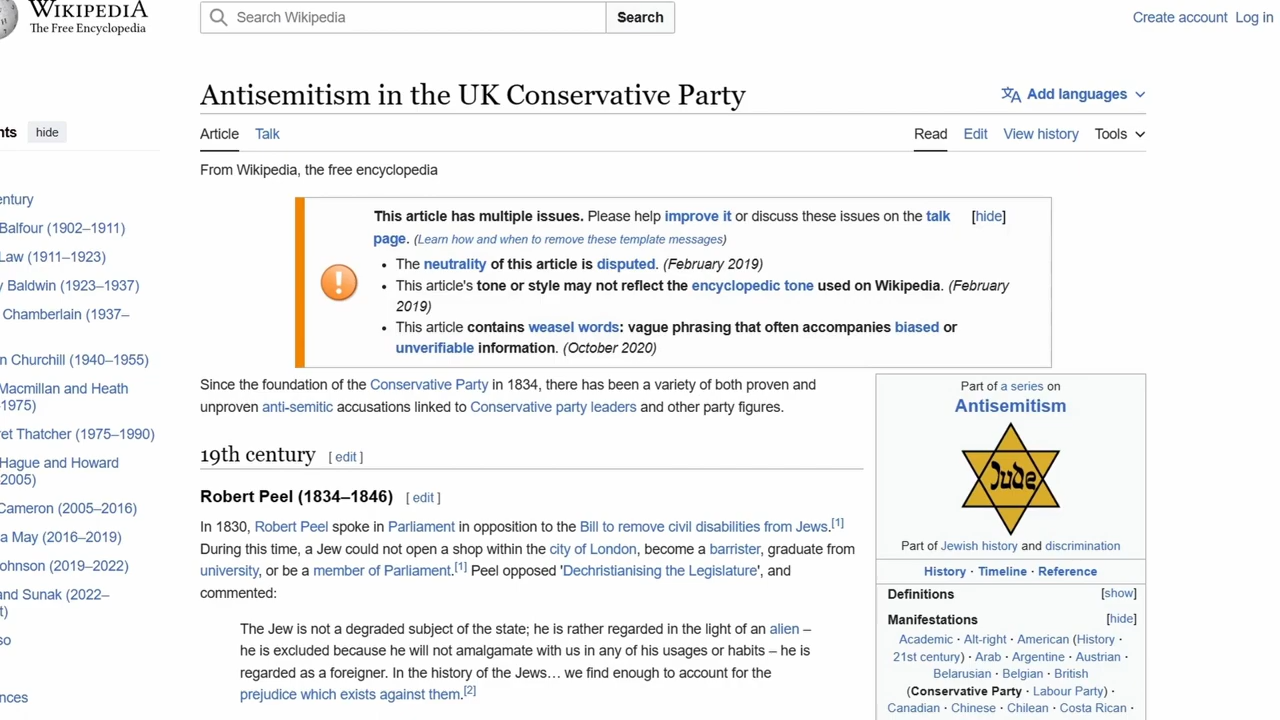 WIKIPEDIA
The Free Encyclopedia
Search Wikipedia
Search
Create account Log in
Antisemitism in the UK Conservative Party
Add languages
nts hide
Article Talk
Read Edit View history Tools
From Wikipedia, the free encyclopedia
entury
Balfour (1902–1911)
Law (1911–1923)
y Baldwin (1923–1937)
Chamberlain (1937–
n Churchill (1940–1955)
Macmillan and Heath
-1975)
ret Thatcher (1975–1990)
Hague and Howard
2005)
Cameron (2005–2016)
a May (2016–2019)
ohnson (2019–2022)
and Sunak (2022–
t)
so
nces
This article has multiple issues. Please help improve it or discuss these issues on the talk
page. (Learn how and when to remove these template messages)
[hide]
• The neutrality of this article is disputed. (February 2019)
• This article's tone or style may not reflect the encyclopedic tone used on Wikipedia. (February
2019)
• This article contains weasel words: vague phrasing that often accompanies biased or
unverifiable information. (October 2020)
Since the foundation of the Conservative Party in 1834, there has been a variety of both proven and
unproven anti-semitic accusations linked to Conservative party leaders and other party figures.
19th century [ edit ]
Robert Peel (1834–1846) [ edit ]
In 1830, Robert Peel spoke in Parliament in opposition to the Bill to remove civil disabilities from Jews.[1]
During this time, a Jew could not open a shop within the city of London, become a barrister, graduate from
university, or be a member of Parliament.[1] Peel opposed 'Dechristianising the Legislature', and
commented:
The Jew is not a degraded subject of the state; he is rather regarded in the light of an alien –
he is excluded because he will not amalgamate with us in any of his usages or habits – he is
regarded as a foreigner. In the history of the Jews… we find enough to account for the
prejudice which exists against them.[2]
Part of a series on
Antisemitism
Jude
Part of Jewish history and discrimination
History · Timeline · Reference
Definitions [show]
Manifestations [hide]
Academic · Alt-right · American (History ·
21st century) · Arab · Argentine · Austrian ·
Belarusian · Belgian · British
(Conservative Party · Labour Party) ·
Canadian · Chinese · Chilean · Costa Rican ·